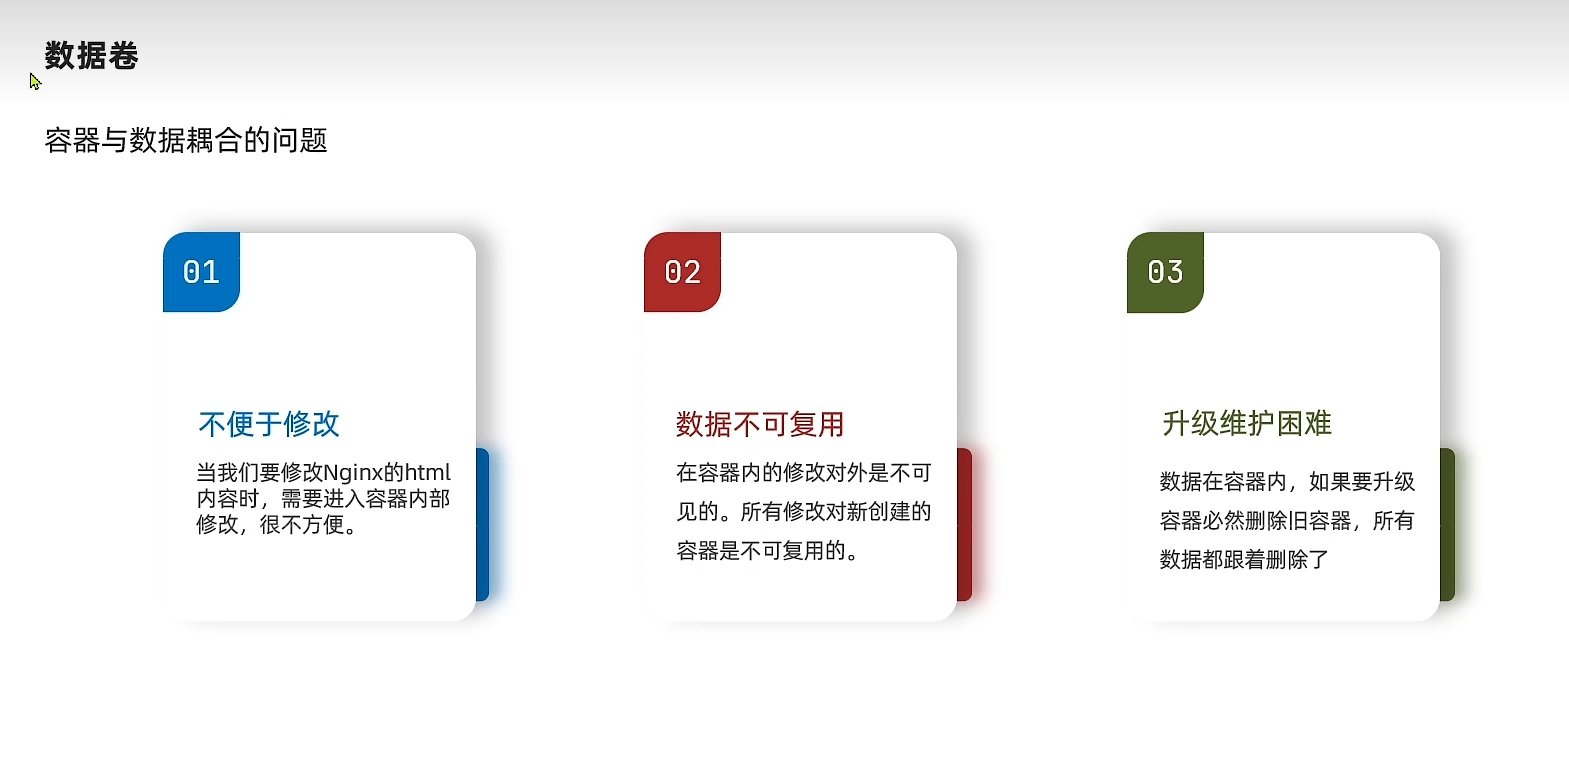 数据卷
容器与数据耦合的问题
01
不便于修改
当我们要修改Nginx的html
内容时，需要进入容器内部
修改，很不方便。
02
数据不可复用
在容器内的修改对外是不可
见的。所有修改对新创建的
容器是不可复用的。
03
升级维护困难
数据在容器内，如果要升级
容器必然删除旧容器，所有
数据都跟着删除了